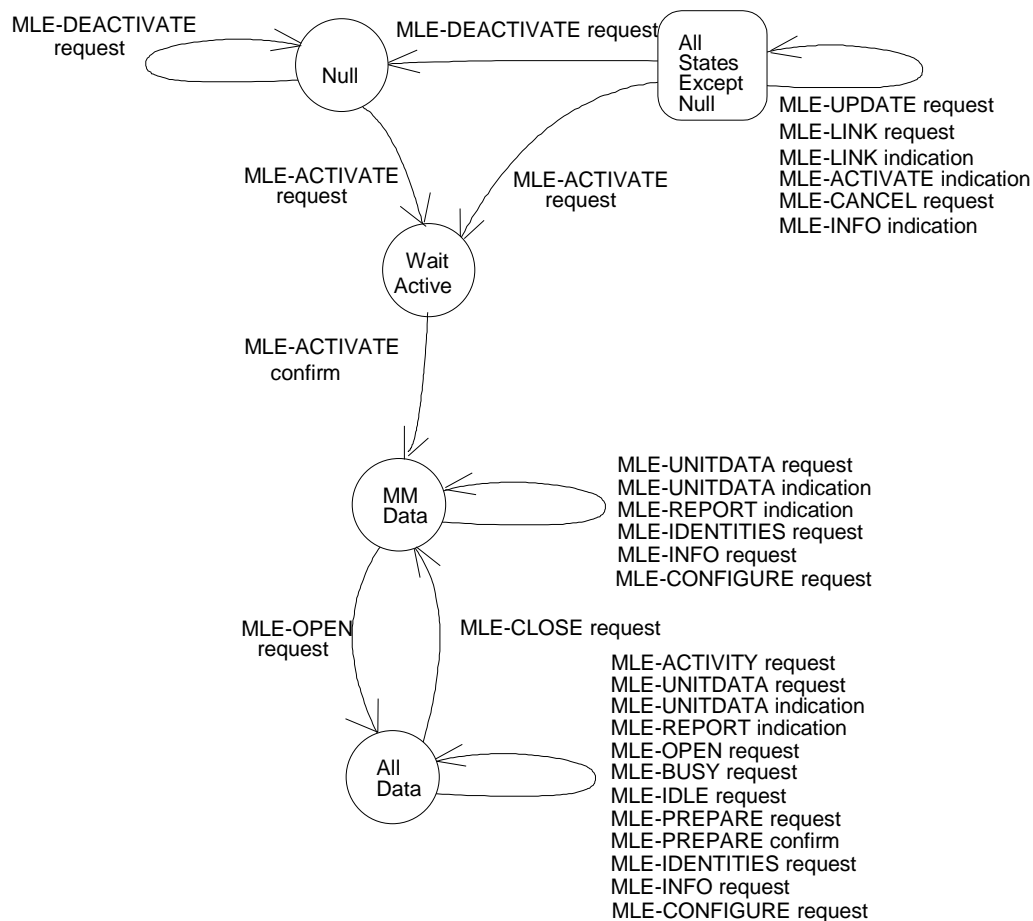 MLE-DEACTIVATE
request
Null
MLE-DEACTIVATE request
All
States
Except
Null
MLE-UPDATE request
MLE-LINK request
MLE-LINK indication
MLE-ACTIVATE indication
MLE-CANCEL request
MLE-INFO indication
MLE-ACTIVATE
request
MLE-ACTIVATE
request
Wait
Active
MLE-ACTIVATE
confirm
MM
Data
MLE-UNITDATA request
MLE-UNITDATA indication
MLE-REPORT indication
MLE-IDENTITIES request
MLE-INFO request
MLE-CONFIGURE request
MLE-OPEN
request
MLE-CLOSE request
All
Data
MLE-ACTIVITY request
MLE-UNITDATA request
MLE-UNITDATA indication
MLE-REPORT indication
MLE-OPEN request
MLE-BUSY request
MLE-IDLE request
MLE-PREPARE request
MLE-PREPARE confirm
MLE-IDENTITIES request
MLE-INFO request
MLE-CONFIGURE request